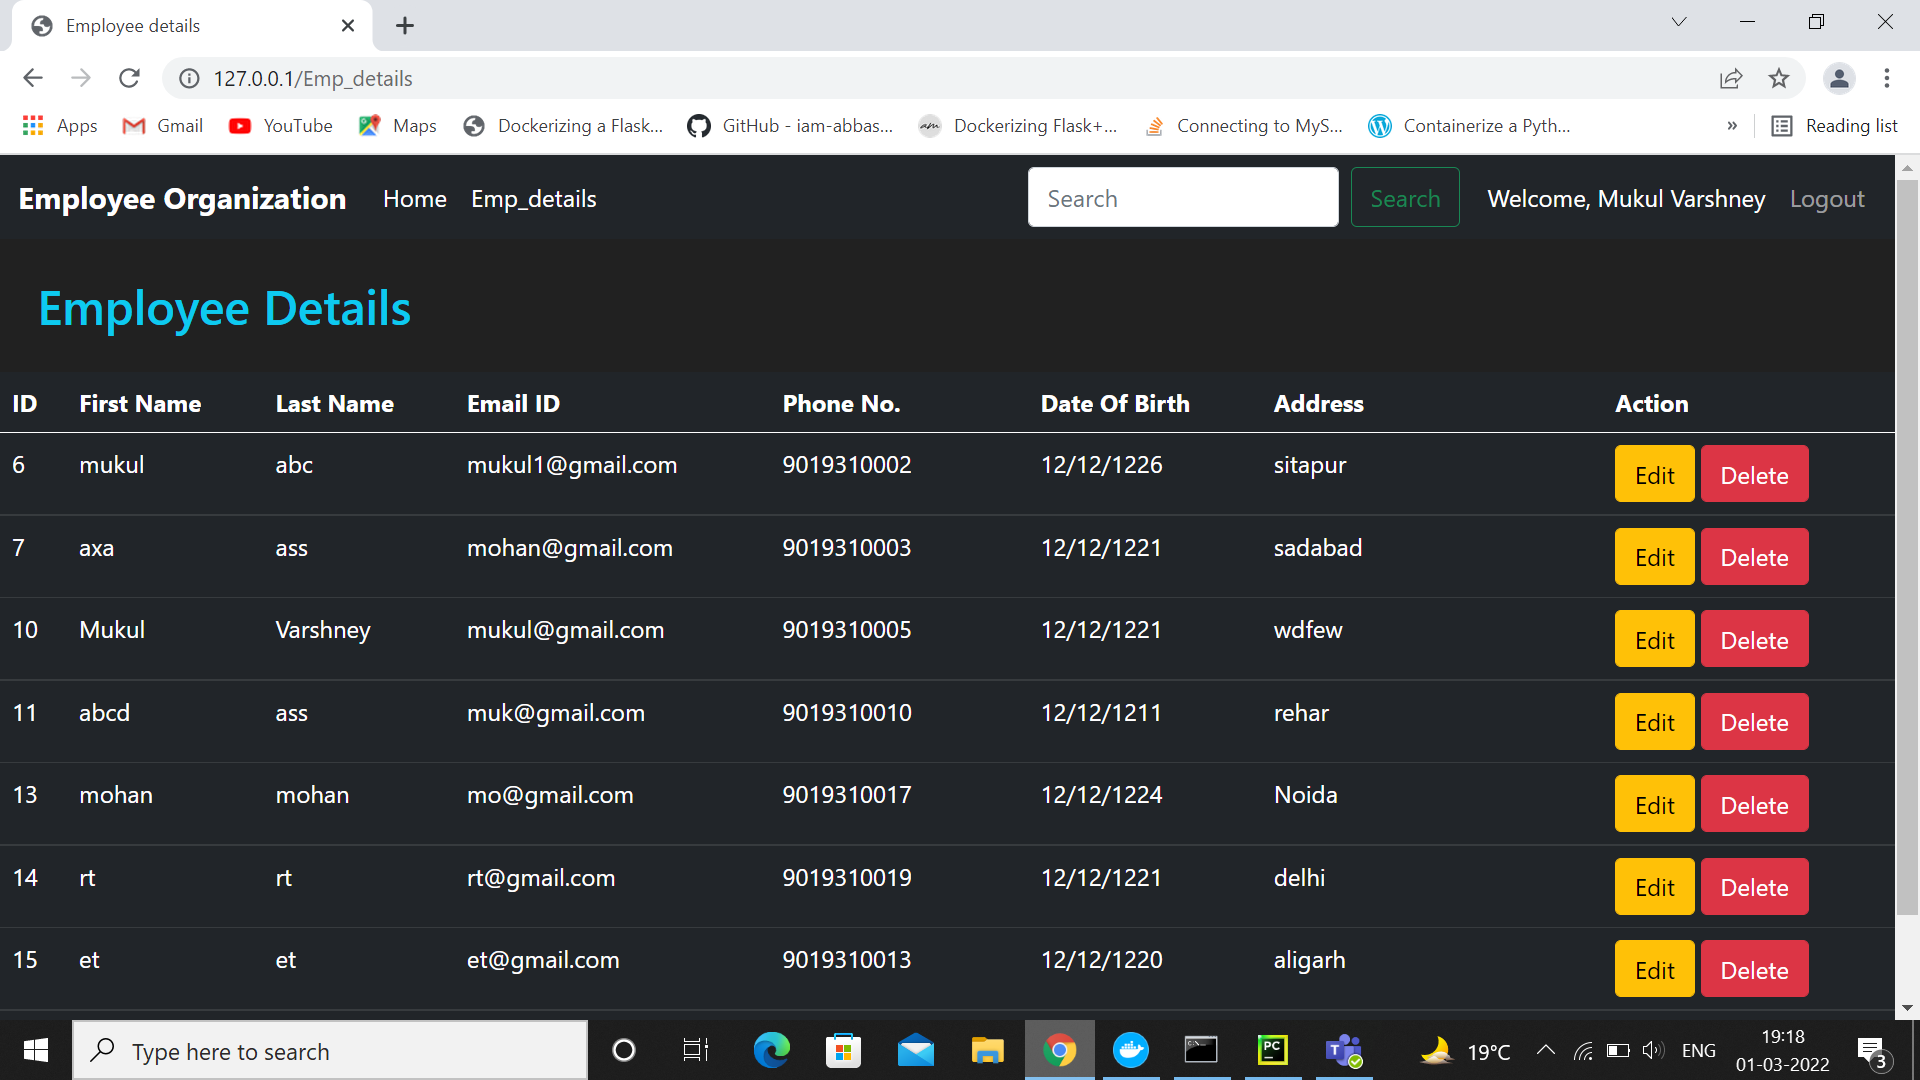 Employee details
127.0.0.1/Emp_details
Apps Gmail YouTube Maps Dockerizing a Flask... GitHub - iam-abbas... am Dockerizing Flask+... Connecting to MyS... Containerize a Pyth... » Reading list
Employee Organization Home Emp_details Search Search Welcome, Mukul Varshney Logout
Employee Details
ID First Name Last Name Email ID Phone No. Date Of Birth Address Action
6 mukul abc mukul1@gmail.com 9019310002 12/12/1226 sitapur Edit Delete
7 axa ass mohan@gmail.com 9019310003 12/12/1221 sadabad Edit Delete
10 Mukul Varshney mukul@gmail.com 9019310005 12/12/1221 wdfew Edit Delete
11 abcd ass muk@gmail.com 9019310010 12/12/1211 rehar Edit Delete
13 mohan mohan mo@gmail.com 9019310017 12/12/1224 Noida Edit Delete
14 rt rt rt@gmail.com 9019310019 12/12/1221 delhi Edit Delete
15 et et et@gmail.com 9019310013 12/12/1220 aligarh Edit Delete
Type here to search PC T 19°C ENG 19:18
01-03-2022 3